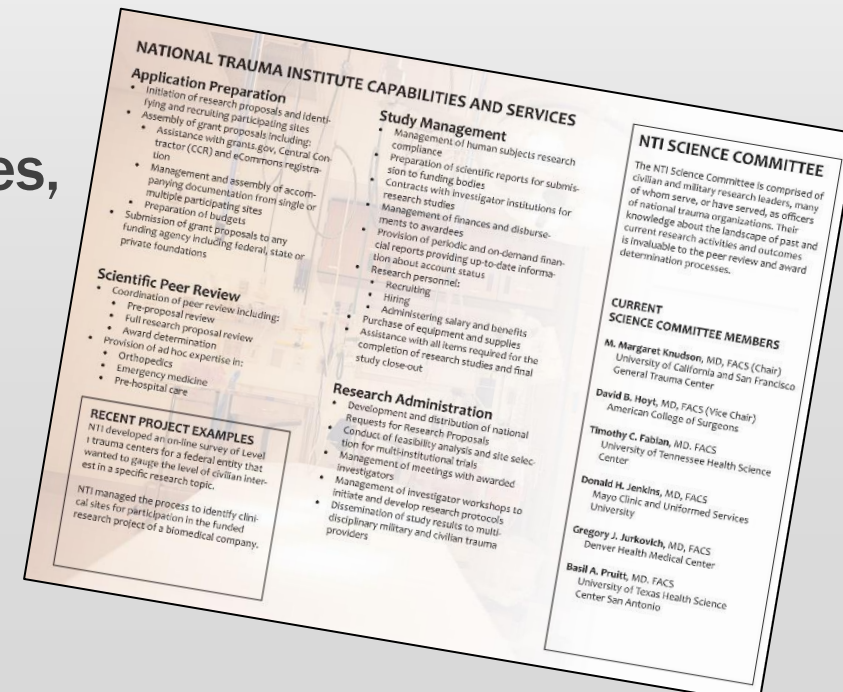 es,
NATIONAL TRAUMA INSTITUTE CAPABILITIES AND SERVICES
Application Preparation
• Initiation of research proposals and identi-
fying and recruiting participating sites
• Assembly of grant proposals including:
• Assistance with grants.gov, Central Con-
tractor (CCR) and eCommons registra-
tion
• Management and assembly of accom-
panying documentation from single or
multiple participating sites
• Preparation of budgets
• Submission of grant proposals to any
funding agency including federal, state or
private foundations
Scientific Peer Review
• Coordination of peer review including:
• Pre-proposal review
• Full research proposal review
• Award determination
• Provision of ad hoc expertise in:
• Orthopedics
• Emergency medicine
• Pre-hospital care
RECENT PROJECT EXAMPLES
NTI developed an on-line survey of Level
I trauma centers for a federal entity that
wanted to gauge the level of civilian inter-
est in a specific research topic.
NTI managed the process to identify clini-
cal sites for participation in the funded
research project of a biomedical company.
Study Management
• Management of human subjects research
compliance
• Preparation of scientific reports for submis-
sion to funding bodies
• Contracts with investigator institutions for
research studies
• Management of finances and disburse-
ments to awardees
• Provision of periodic and on-demand finan-
cial reports providing up-to-date informa-
tion about account status
• Research personnel:
• Recruiting
• Hiring
• Administering salary and benefits
• Purchase of equipment and supplies
• Assistance with all items required for the
completion of research studies and final
study close-out
Research Administration
• Development and distribution of national
Requests for Research Proposals
• Conduct of feasibility analysis and site selec-
tion for multi-institutional trials
• Management of meetings with awarded
investigators
• Management of investigator workshops to
initiate and develop research protocols
• Dissemination of study results to multi-
disciplinary military and civilian trauma
providers
NTI SCIENCE COMMITTEE
The NTI Science Committee is comprised of
civilian and military research leaders, many
of whom serve, or have served, as officers
of national trauma organizations. Their
knowledge about the landscape of past and
current research activities and outcomes
is invaluable to the peer review and award
determination processes.
CURRENT
SCIENCE COMMITTEE MEMBERS
M. Margaret Knudson, MD, FACS (Chair)
University of California and San Francisco
General Trauma Center
David B. Hoyt, MD, FACS (Vice Chair)
American College of Surgeons
Timothy C. Fabian, MD. FACS
University of Tennessee Health Science
Center
Donald H. Jenkins, MD, FACS
Mayo Clinic and Uniformed Services
University
Gregory J. Jurkovich, MD, FACS
Denver Health Medical Center
Basil A. Pruitt, MD. FACS
University of Texas Health Science
Center San Antonio